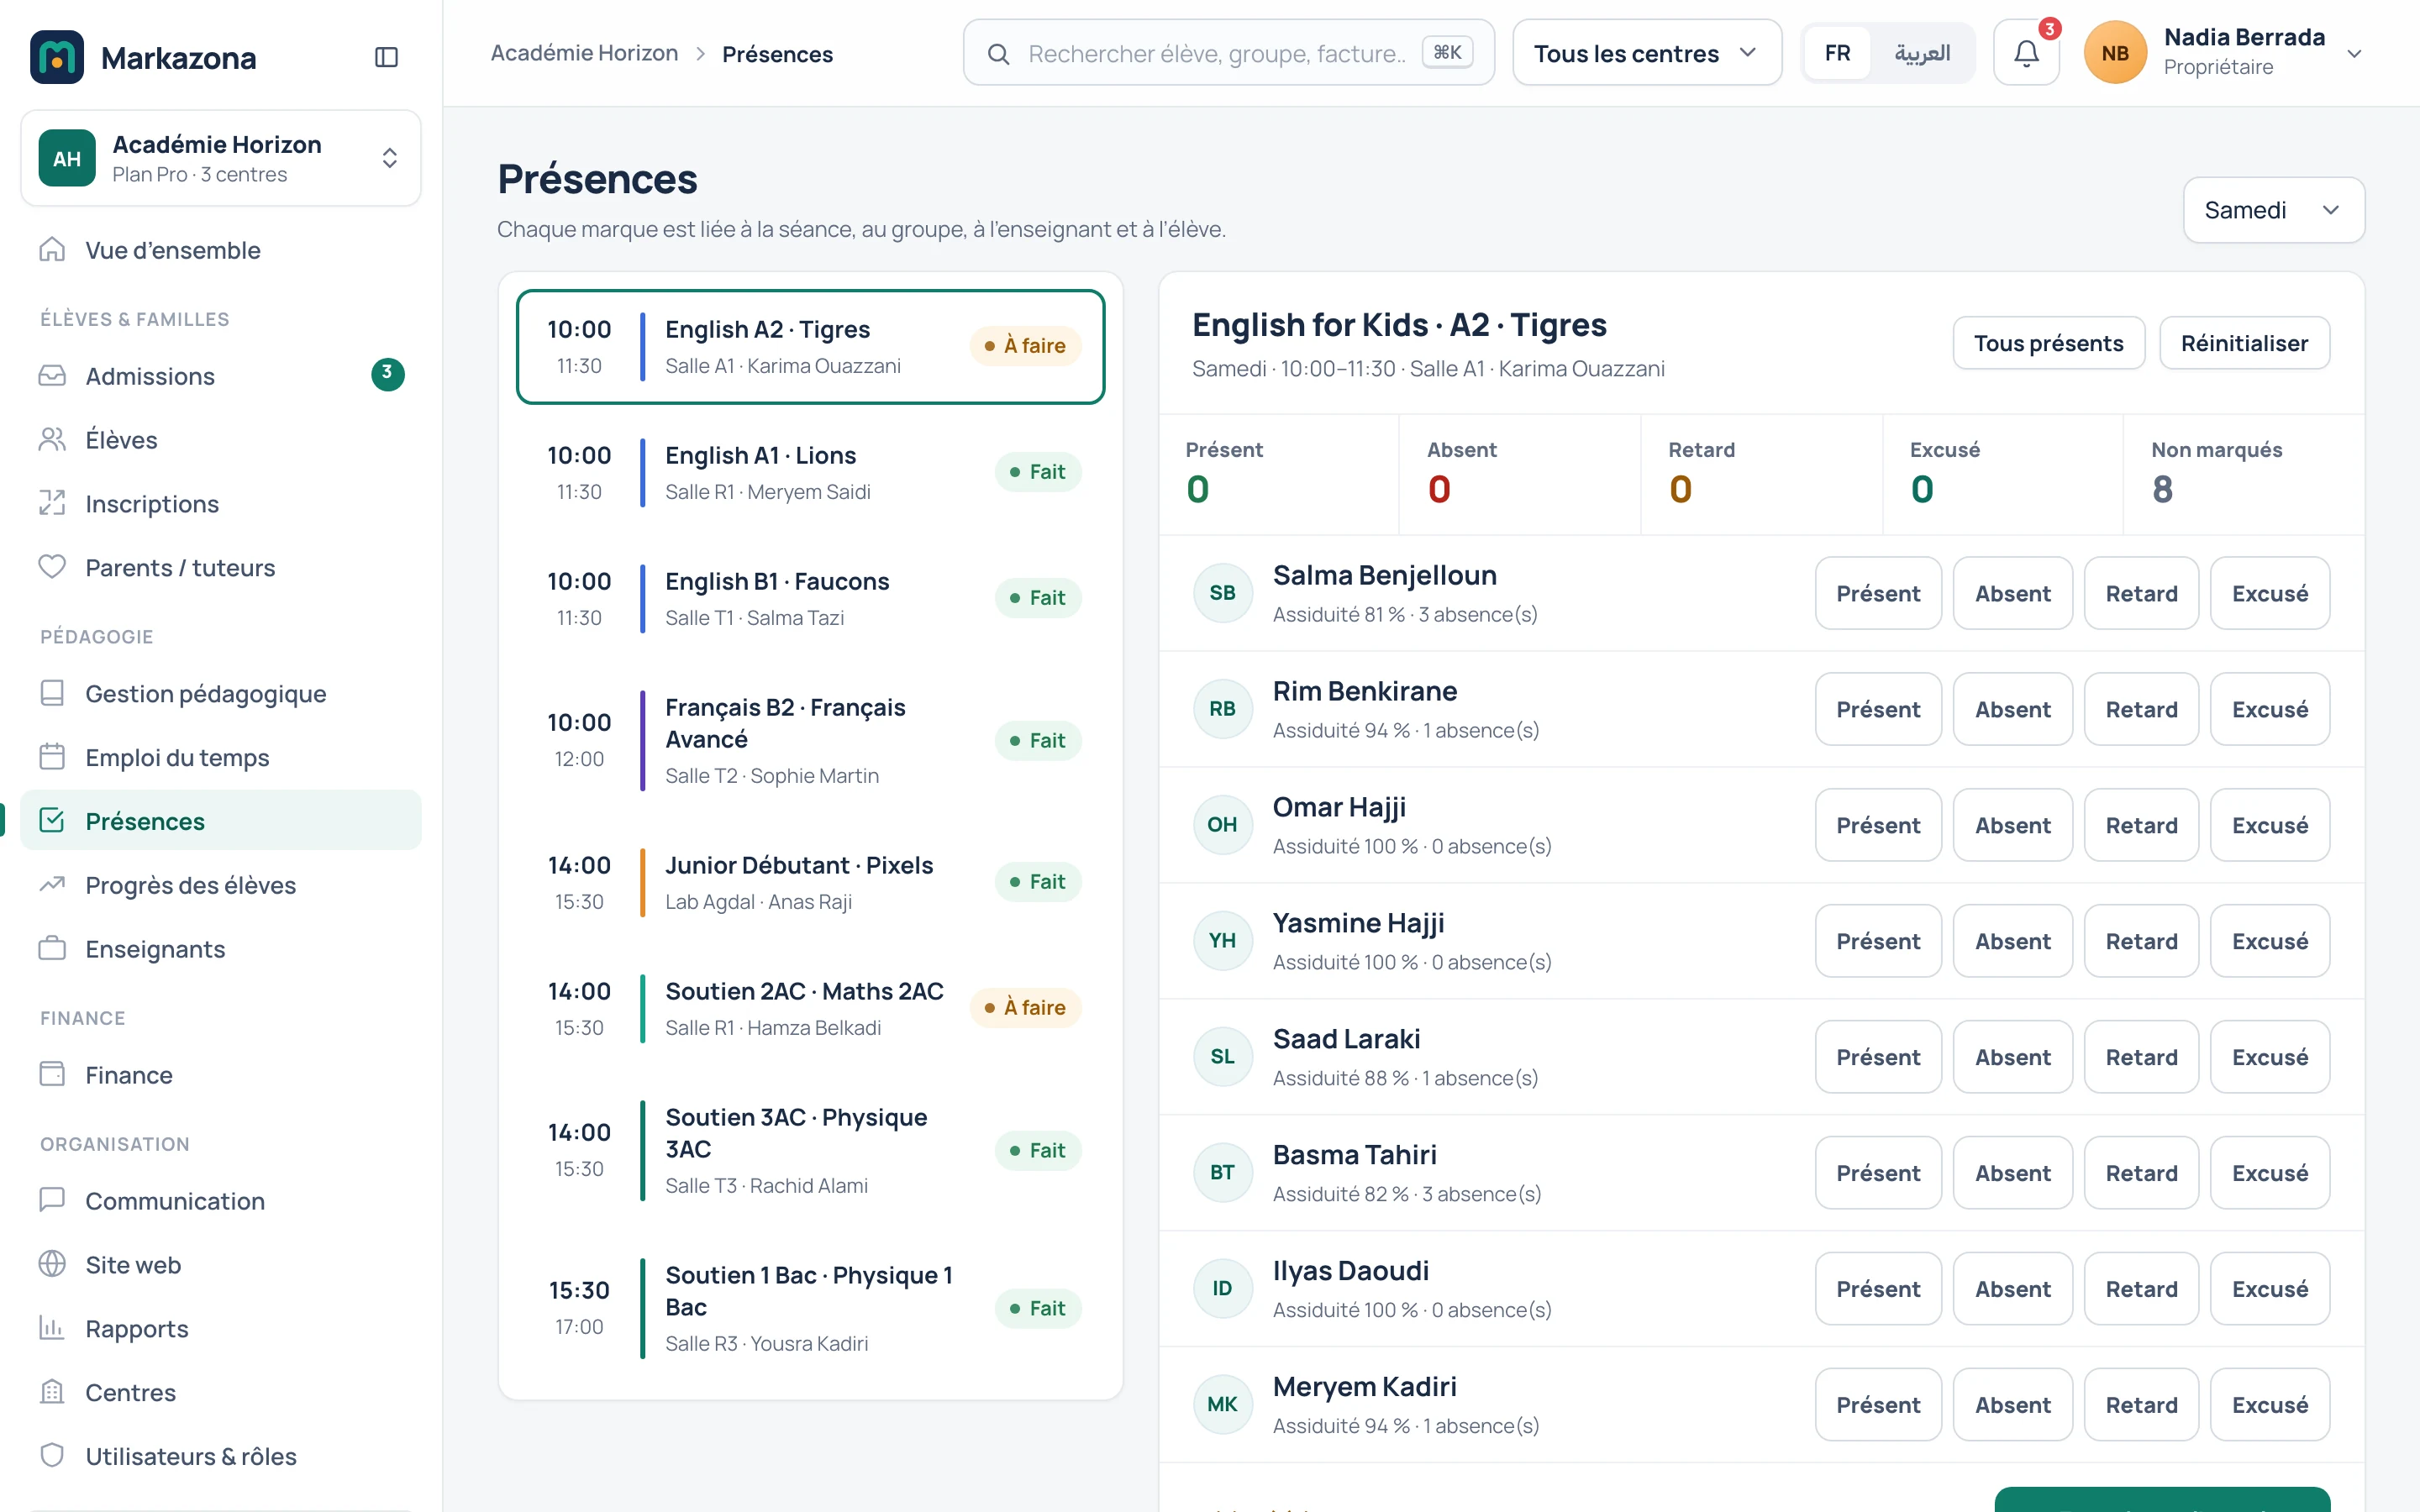 Markazona
AH
Académie Horizon
Plan Pro · 3 centres
Vue d'ensemble
ÉLÈVES & FAMILLES
Admissions
3
Élèves
Inscriptions
Parents / tuteurs
PÉDAGOGIE
Gestion pédagogique
Emploi du temps
Présences
Progrès des élèves
Enseignants
FINANCE
Finance
ORGANISATION
Communication
Site web
Rapports
Centres
Utilisateurs & rôles
Académie Horizon > Présences
Rechercher élève, groupe, facture.. ⌘K
Tous les centres
FR العربية
3
NB
Nadia Berrada
Propriétaire
Présences
Chaque marque est liée à la séance, au groupe, à l'enseignant et à l'élève.
Samedi
10:00
11:30
English A2 · Tigres
Salle A1 · Karima Ouazzani
À faire
10:00
11:30
English A1 · Lions
Salle R1 · Meryem Saidi
Fait
10:00
11:30
English B1 · Faucons
Salle T1 · Salma Tazi
Fait
10:00
12:00
Français B2 · Français
Avancé
Salle T2 · Sophie Martin
Fait
14:00
15:30
Junior Débutant · Pixels
Lab Agdal · Anas Raji
Fait
14:00
15:30
Soutien 2AC · Maths 2AC
Salle R1 · Hamza Belkadi
À faire
14:00
15:30
Soutien 3AC · Physique
3AC
Salle T3 · Rachid Alami
Fait
15:30
17:00
Soutien 1 Bac · Physique 1
Bac
Salle R3 · Yousra Kadiri
Fait
English for Kids · A2 · Tigres
Samedi · 10:00–11:30 · Salle A1 · Karima Ouazzani
Tous présents
Réinitialiser
Présent
0
Absent
0
Retard
0
Excusé
0
Non marqués
8
SB
Salma Benjelloun
Assiduité 81 % · 3 absence(s)
Présent Absent Retard Excusé
RB
Rim Benkirane
Assiduité 94 % · 1 absence(s)
Présent Absent Retard Excusé
OH
Omar Hajji
Assiduité 100 % · 0 absence(s)
Présent Absent Retard Excusé
YH
Yasmine Hajji
Assiduité 100 % · 0 absence(s)
Présent Absent Retard Excusé
SL
Saad Laraki
Assiduité 88 % · 1 absence(s)
Présent Absent Retard Excusé
BT
Basma Tahiri
Assiduité 82 % · 3 absence(s)
Présent Absent Retard Excusé
ID
Ilyas Daoudi
Assiduité 100 % · 0 absence(s)
Présent Absent Retard Excusé
MK
Meryem Kadiri
Assiduité 94 % · 1 absence(s)
Présent Absent Retard Excusé